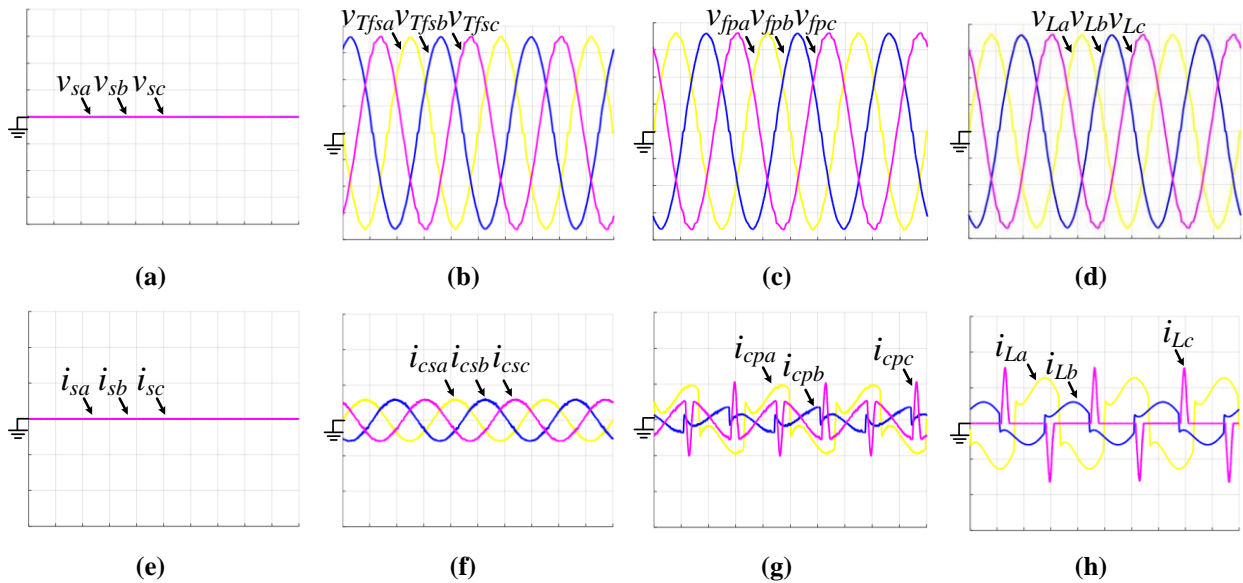 v_sa v_sb v_sc
v_Tfsa v_Tfsb v_Tfsc
v_fpa v_fpb v_fpc
v_La v_Lb v_Lc
(a)
(b)
(c)
(d)
i_sa i_sb i_sc
i_csa i_csb i_csc
i_cpa i_cpb i_cpc
i_La i_Lb i_Lc
(e)
(f)
(g)
(h)